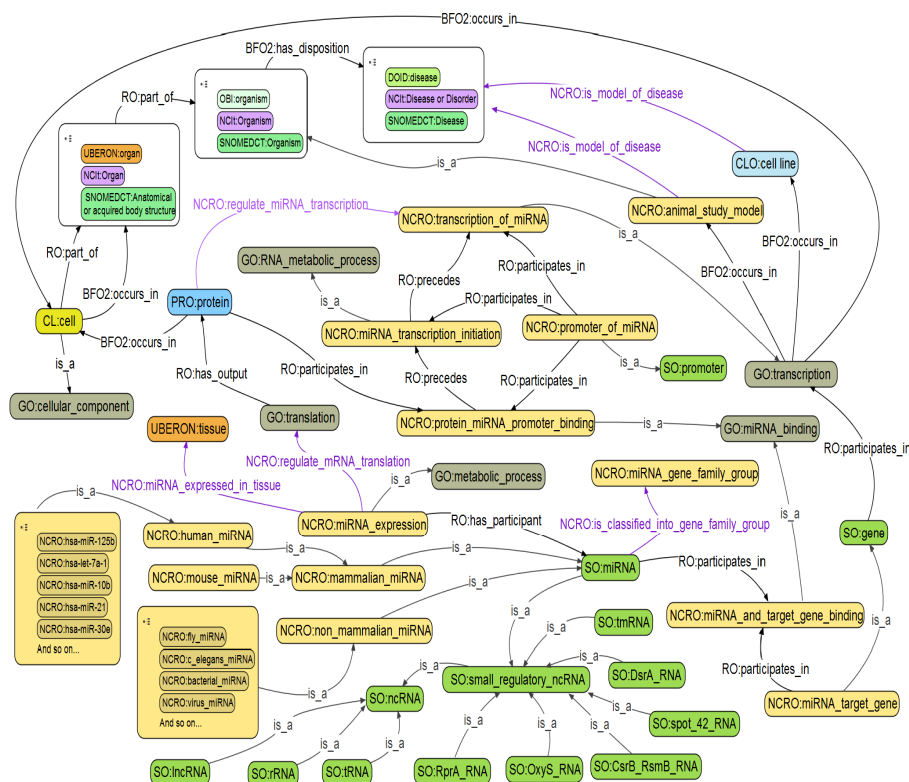 BFO2:occurs_in
BFO2:has_disposition
DOID:disease
NCIt:Disease or Disorder
SNOMEDCT:Disease
OBI:organism
NCIt:Organism
SNOMEDCT:Organism
RO:part_of
NCRO:is_model_of_disease
NCRO:is_model_of_disease
CLO:cell line
UBERON:organ
NCIt:Organ
SNOMEDCT:Anatomical
or acquired body structure
is_a
NCRO:regulate_miRNA_transcription
NCRO:transcription_of_miRNA
NCRO:animal_study_model
is_a
BFO2:occurs_in
RO:part_of
GO:RNA_metabolic_process
RO:precedes
RO:participates_in
BFO2:occurs_in
BFO2:occurs_in
PRO:protein
RO:participates_in
is_a
CL:cell
NCRO:miRNA_transcription_initiation
NCRO:promoter_of_miRNA
BFO2:occurs_in
is_a
SO:promoter
GO:transcription
is_a
RO:has_output
RO:participates_in
RO:precedes
RO:participates_in
GO:cellular_component
GO:translation
UBERON:tissue
NCRO:protein_miRNA_promoter_binding
is_a
GO:miRNA_binding
RO:participates_in
NCRO:regulate_mRNA_translation
NCRO:miRNA_expressed_in_tissue
is_a
GO:metabolic_process
NCRO:miRNA_gene_family_group
is_a
NCRO:miRNA_expression
RO:has_participant
NCRO:is_classified_into_gene_family_group
is_a
SO:gene
NCRO:hsa-miR-125b
NCRO:hsa-let-7a-1
NCRO:hsa-miR-10b
NCRO:hsa-miR-21
NCRO:hsa-miR-30e
And so on...
NCRO:human_miRNA
is_a
is_a
SO:miRNA
RO:participates_in
NCRO:mouse_miRNA
is_a
NCRO:mammalian_miRNA
is_a
is_a
NCRO:miRNA_and_target_gene_binding
is_a
NCRO:non_mammalian_miRNA
is_a
SO:tmRNA
is_a
NCRO:fly_miRNA
NCRO:c_elegans_miRNA
NCRO:bacterial_miRNA
NCRO:virus_miRNA
And so on...
is_a
is_a
is_a
RO:participates_in
SO:small_regulatory_ncRNA
SO:DsrA_RNA
SO:ncRNA
NCRO:miRNA_target_gene
is_a
SO:spot_42_RNA
is_a
is_a
is_a
is_a
is_a
is_a
SO:lncRNA
SO:rRNA
SO:tRNA
SO:RprA_RNA
SO:OxyS_RNA
SO:CsrB_RsmB_RNA